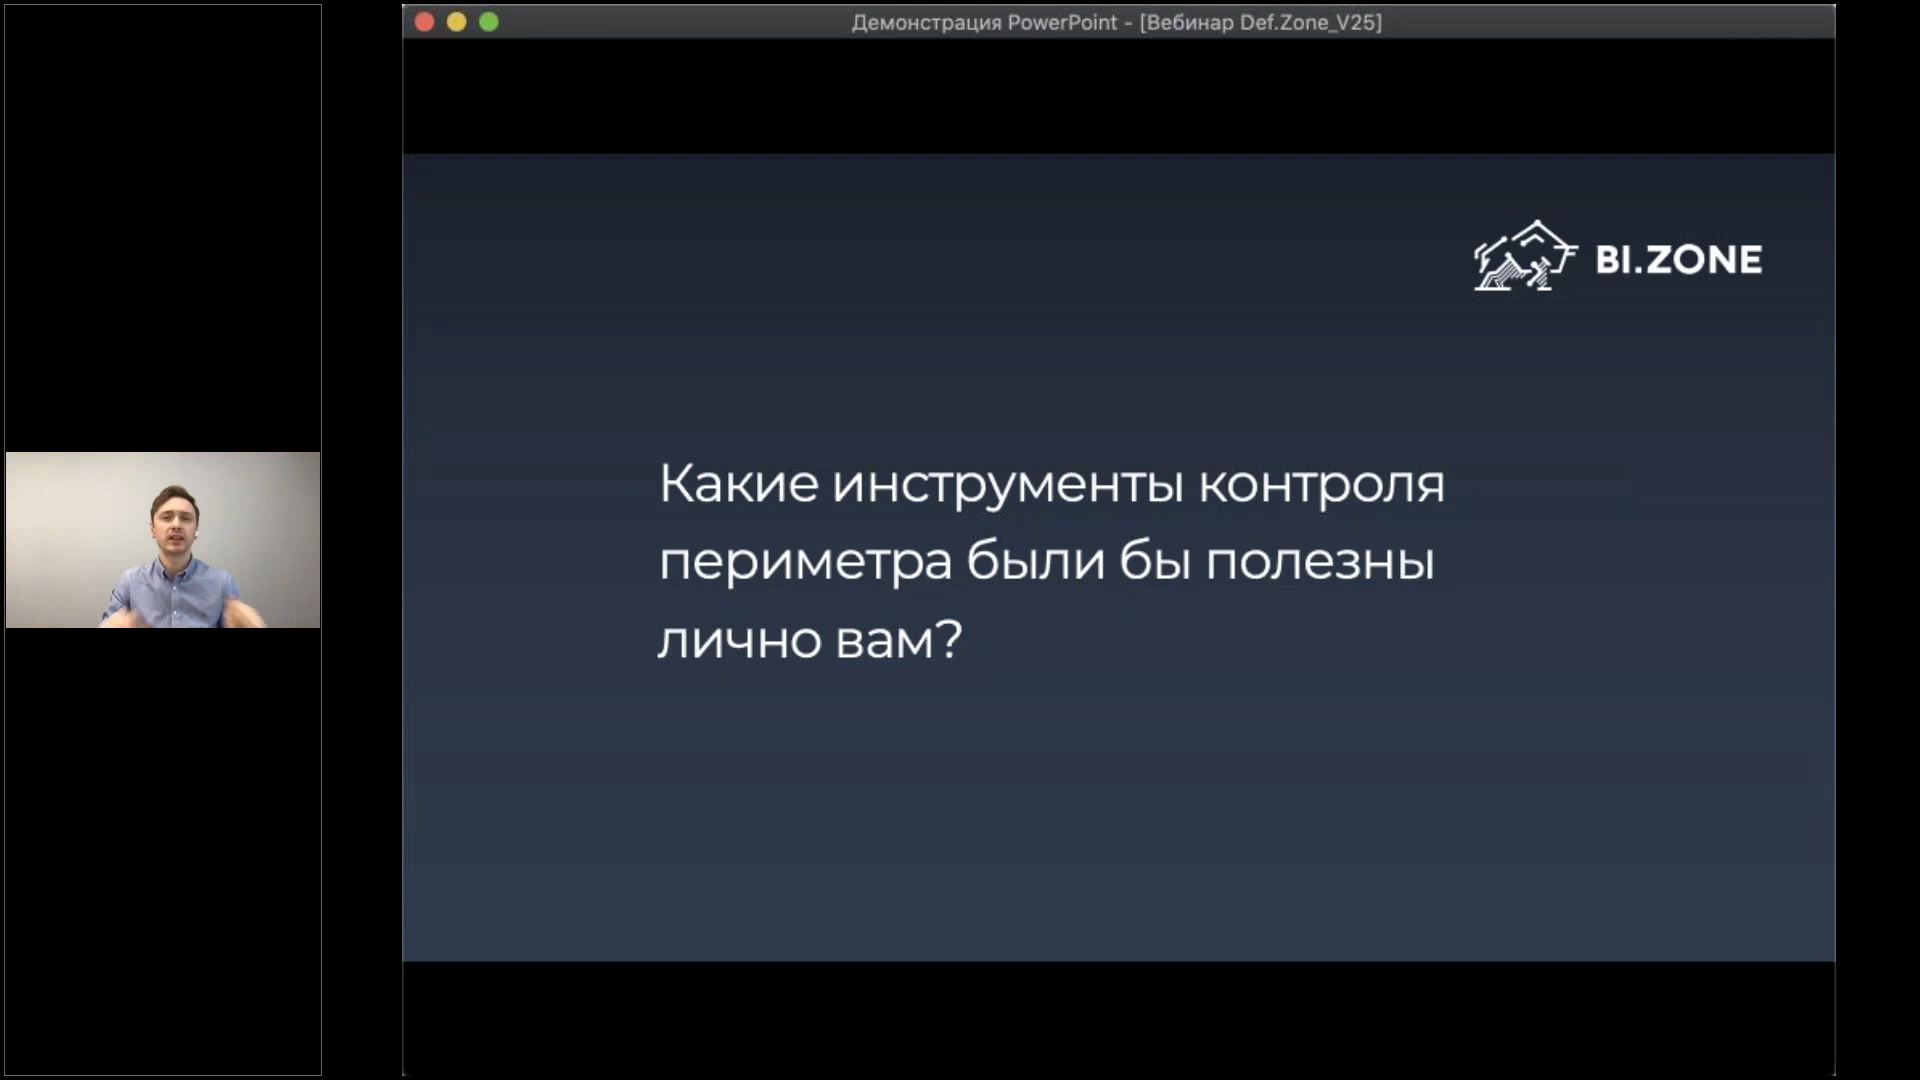 Демонстрация PowerPoint - [Вебинар Def.Zone_V25]
BI.ZONE
Какие инструменты контроля
периметра были бы полезны
лично вам?